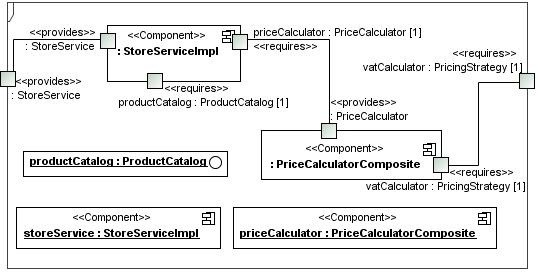 <<provides>>
: StoreService
<<Component>>
: StoreServiceImpl
priceCalculator : PriceCalculator [1]
<<requires>>
<<requires>>
vatCalculator : PricingStrategy [1]
<<provides>>
: StoreService
<<requires>>
productCatalog : ProductCatalog [1]
<<provides>>
: PriceCalculator
<<Component>>
: PriceCalculatorComposite
productCatalog : ProductCatalog
<<requires>>
vatCalculator : PricingStrategy [1]
<<Component>>
storeService : StoreServiceImpl
<<Component>>
priceCalculator : PriceCalculatorComposite